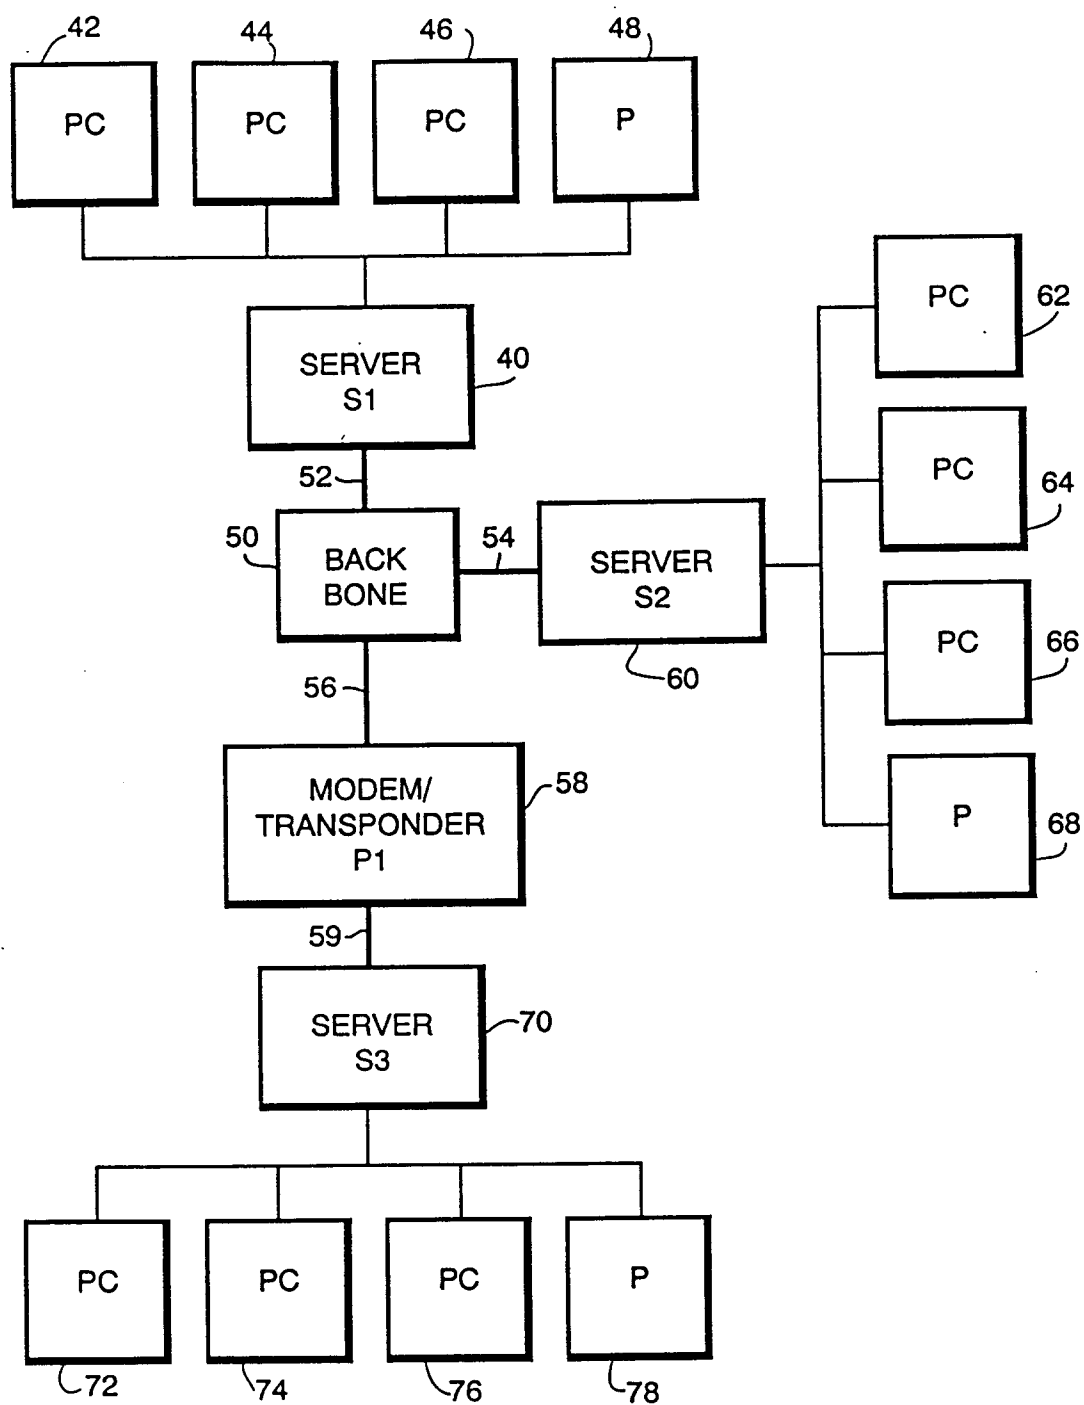 42
44
46
48
PC
PC
PC
P
SERVER
S1
40
52
50
BACK
BONE
54
SERVER
S2
60
PC
62
PC
64
PC
66
P
68
56
MODEM/
TRANSPONDER
P1
58
59
SERVER
S3
70
PC
PC
PC
P
72
74
76
78